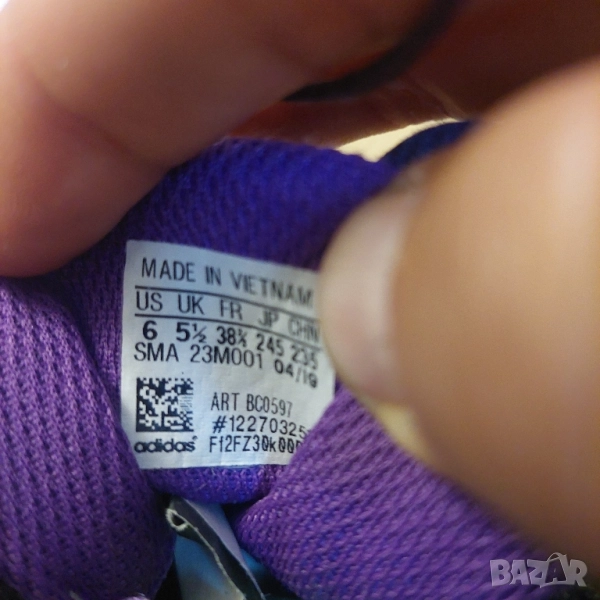 MADE IN VIETNAM
US UK FR JP CHN
6 5½ 38⅔ 245 235
SMA 23M001 04/19
ART BC0597
#12270325
adidas
BAZAR